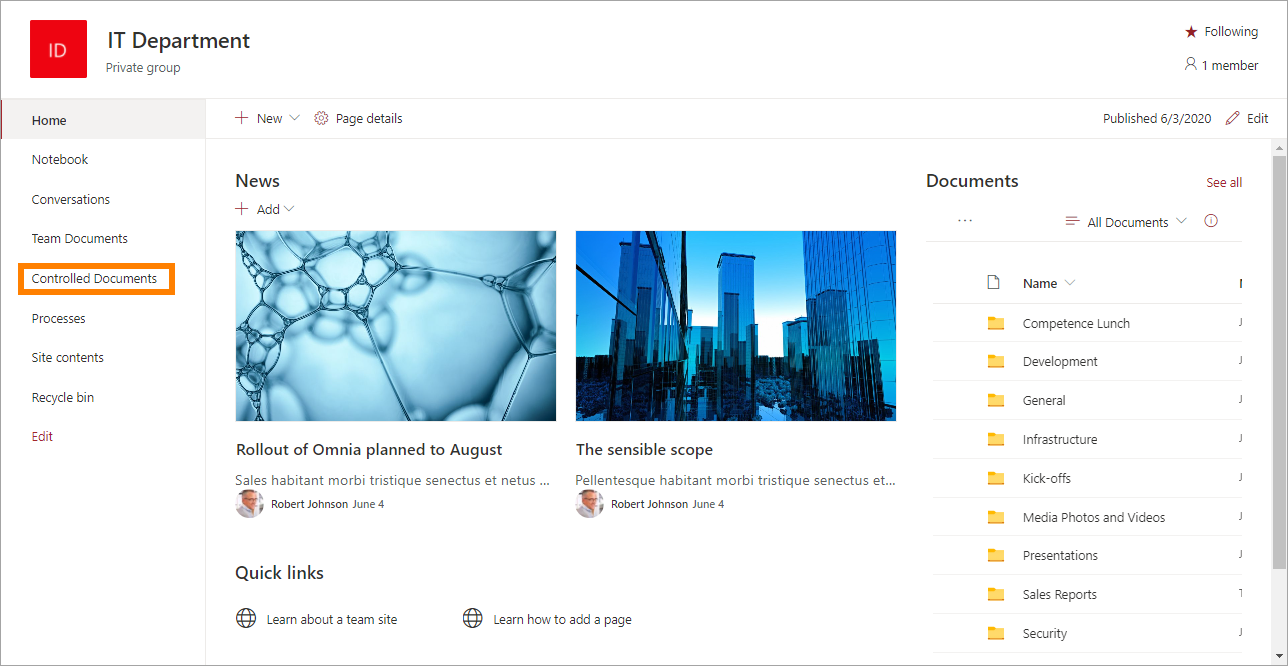 ID
IT Department
Private group
Following
1 member
Home
Notebook
Conversations
Team Documents
Controlled Documents
Processes
Site contents
Recycle bin
Edit
New
Page details
Published 6/3/2020
Edit
News
Add
Rollout of Omnia planned to August
Sales habitant morbi tristique senectus et netus ...
Robert Johnson June 4
The sensible scope
Pellentesque habitant morbi tristique senectus et...
Robert Johnson June 4
Quick links
Learn about a team site
Learn how to add a page
Documents
See all
...
All Documents
Name
Competence Lunch
Development
General
Infrastructure
Kick-offs
Media Photos and Videos
Presentations
Sales Reports
Security